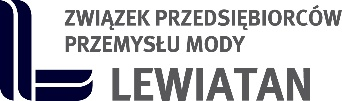 ZWIĄZEK PRZEDSIĘBIORCÓW
PRZEMYSŁU MODY
LEWIATAN